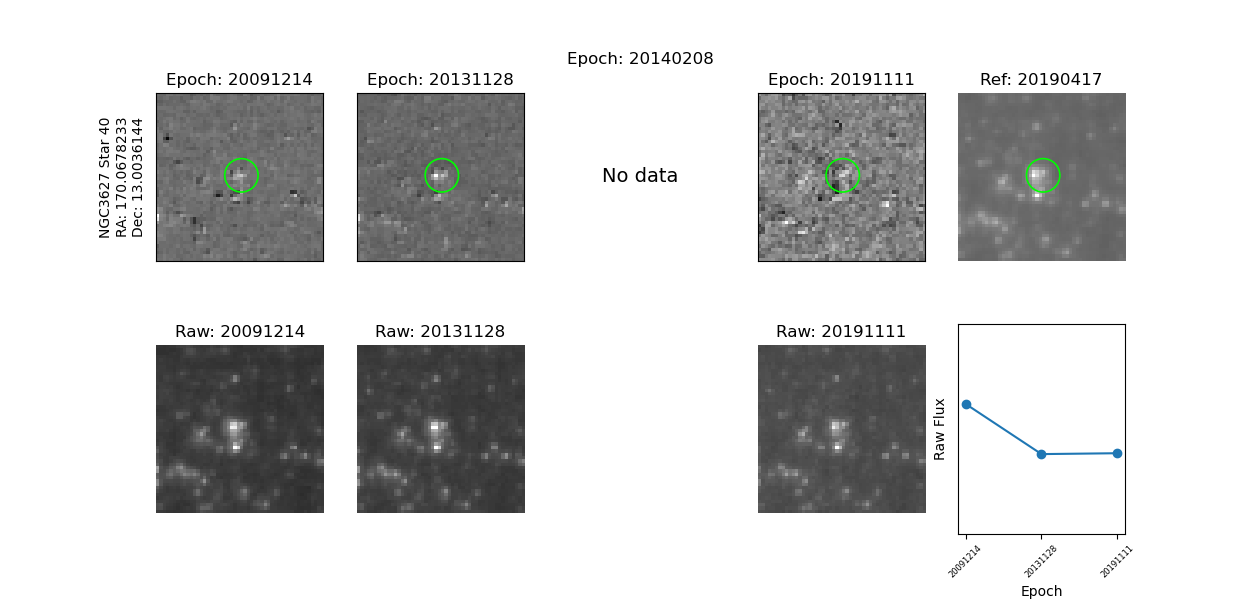 Epoch: 20140208
Epoch: 20091214
Epoch: 20131128
Epoch: 20191111
Ref: 20190417
NGC3627 Star 40
RA: 170.0678233
Dec: 13.0036144
No data
Raw: 20091214
Raw: 20131128
Raw: 20191111
Raw Flux
20091214
20131128
20191111
Epoch